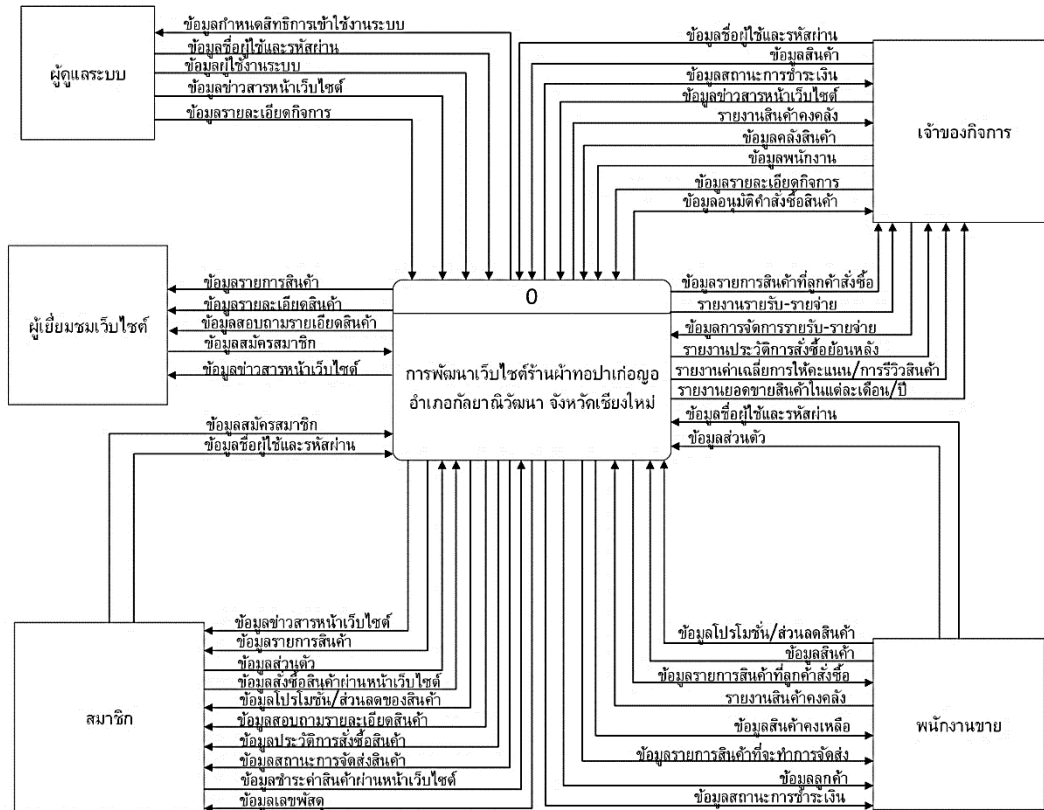 ผู้ดูแลระบบ
ข้อมูลกำหนดสิทธิการเข้าใช้งานระบบ
ข้อมูลชื่อผู้ใช้และรหัสผ่าน
ข้อมูลผู้ใช้งานระบบ
ข้อมูลข่าวสารหน้าเว็บไซต์
ข้อมูลรายละเอียดกิจการ
ข้อมูลชื่อผู้ใช้และรหัสผ่าน
ข้อมูลสินค้า
ข้อมูลสถานะการชำระเงิน
ข้อมูลข่าวสารหน้าเว็บไซต์
รายงานสินค้าคงคลัง
ข้อมูลคลังสินค้า
ข้อมูลพนักงาน
ข้อมูลรายละเอียดกิจการ
ข้อมูลอนุมัติคำสั่งซื้อสินค้า
เจ้าของกิจการ
ผู้เยี่ยมชมเว็บไซต์
ข้อมูลรายการสินค้า
ข้อมูลรายละเอียดสินค้า
ข้อมูลสอบถามรายเอียดสินค้า
ข้อมูลสมัครสมาชิก
ข้อมูลข่าวสารหน้าเว็บไซต์
0
การพัฒนาเว็บไซต์ร้านผ้าทอปาเก่อญอ
อำเภอกัลยาณิวัฒนา จังหวัดเชียงใหม่
ข้อมูลรายการสินค้าที่ลูกค้าสั่งซื้อ
รายงานรายรับ-รายจ่าย
ข้อมูลการจัดการรายรับ-รายจ่าย
รายงานประวัติการสั่งซื้อย้อนหลัง
รายงานค่าเฉลี่ยการให้คะแนน/การรีวิวสินค้า
รายงานยอดขายสินค้าในแต่ละเดือน/ปี
ข้อมูลชื่อผู้ใช้และรหัสผ่าน
ข้อมูลส่วนตัว
ข้อมูลสมัครสมาชิก
ข้อมูลชื่อผู้ใช้และรหัสผ่าน
สมาชิก
ข้อมูลข่าวสารหน้าเว็บไซต์
ข้อมูลรายการสินค้า
ข้อมูลส่วนตัว
ข้อมูลสั่งซื้อสินค้าผ่านหน้าเว็บไซต์
ข้อมูลโปรโมชั่น/ส่วนลดของสินค้า
ข้อมูลสอบถามรายละเอียดสินค้า
ข้อมูลประวัติการสั่งซื้อสินค้า
ข้อมูลสถานะการจัดส่งสินค้า
ข้อมูลชำระค่าสินค้าผ่านหน้าเว็บไซต์
ข้อมูลเลขพัสดุ
ข้อมูลโปรโมชั่น/ส่วนลดสินค้า
ข้อมูลสินค้า
ข้อมูลรายการสินค้าที่ลูกค้าสั่งซื้อ
รายงานสินค้าคงคลัง
ข้อมูลสินค้าคงเหลือ
ข้อมูลรายการสินค้าที่จะทำการจัดส่ง
ข้อมูลลูกค้า
ข้อมูลสถานะการชำระเงิน
พนักงานขาย